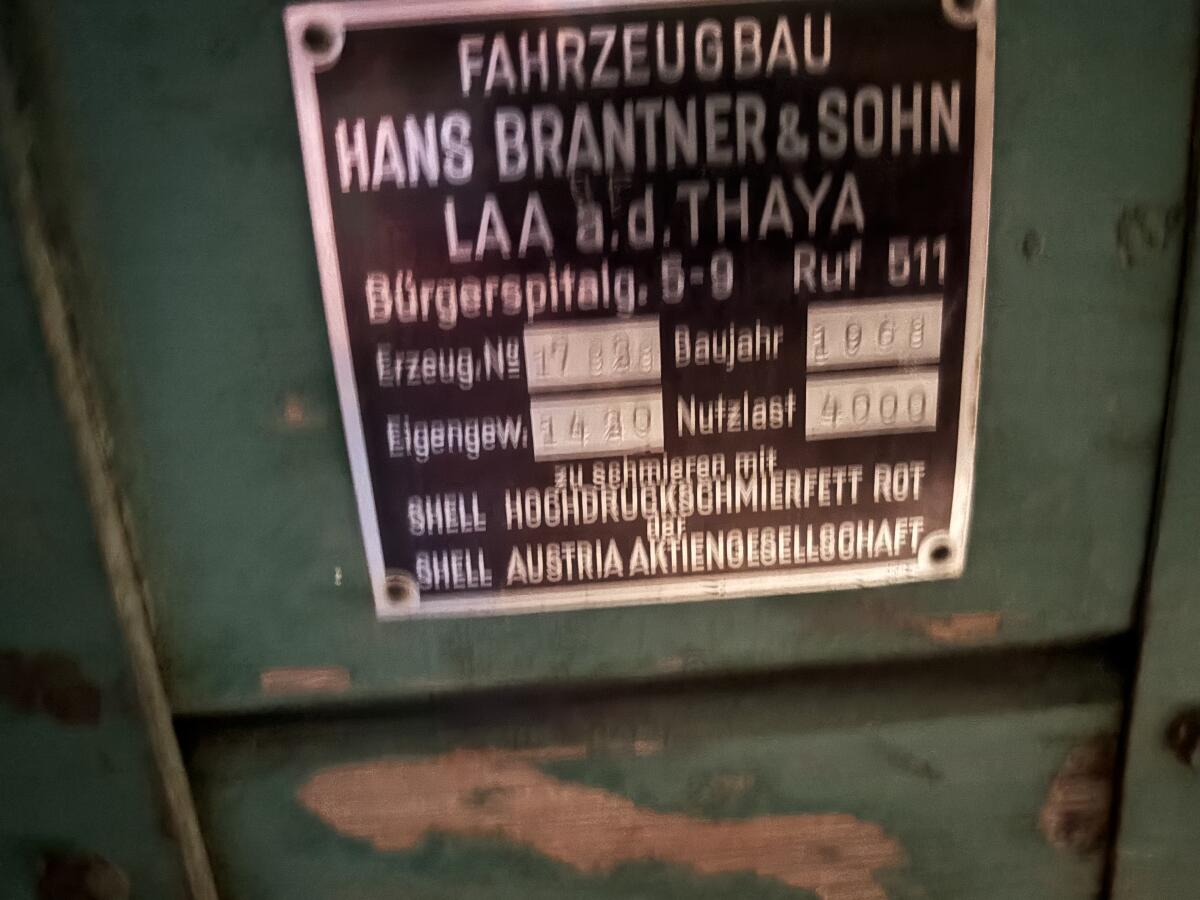 FAHRZEUGBAU
HANS BRANTNER & SOHN
LAA a.d. THAYA
Bürgerspitalg. 5-9 Ruf 511
Erzeug.Nº Baujahr
Eigengew. Nutzlast 4000
zu schmieren mit
SHELL HOCHDRUCKSCHMIERFETT ROT
der
SHELL AUSTRIA AKTIENGESELLSCHAFT